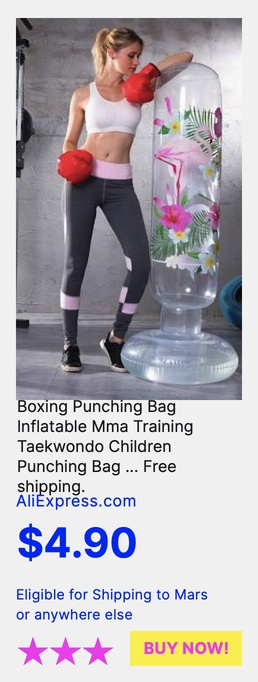 Boxing Punching Bag
Inflatable Mma Training
Taekwondo Children
Punching Bag ... Free
shipping.
AliExpress.com
$4.90
Eligible for Shipping to Mars
or anywhere else
BUY NOW!